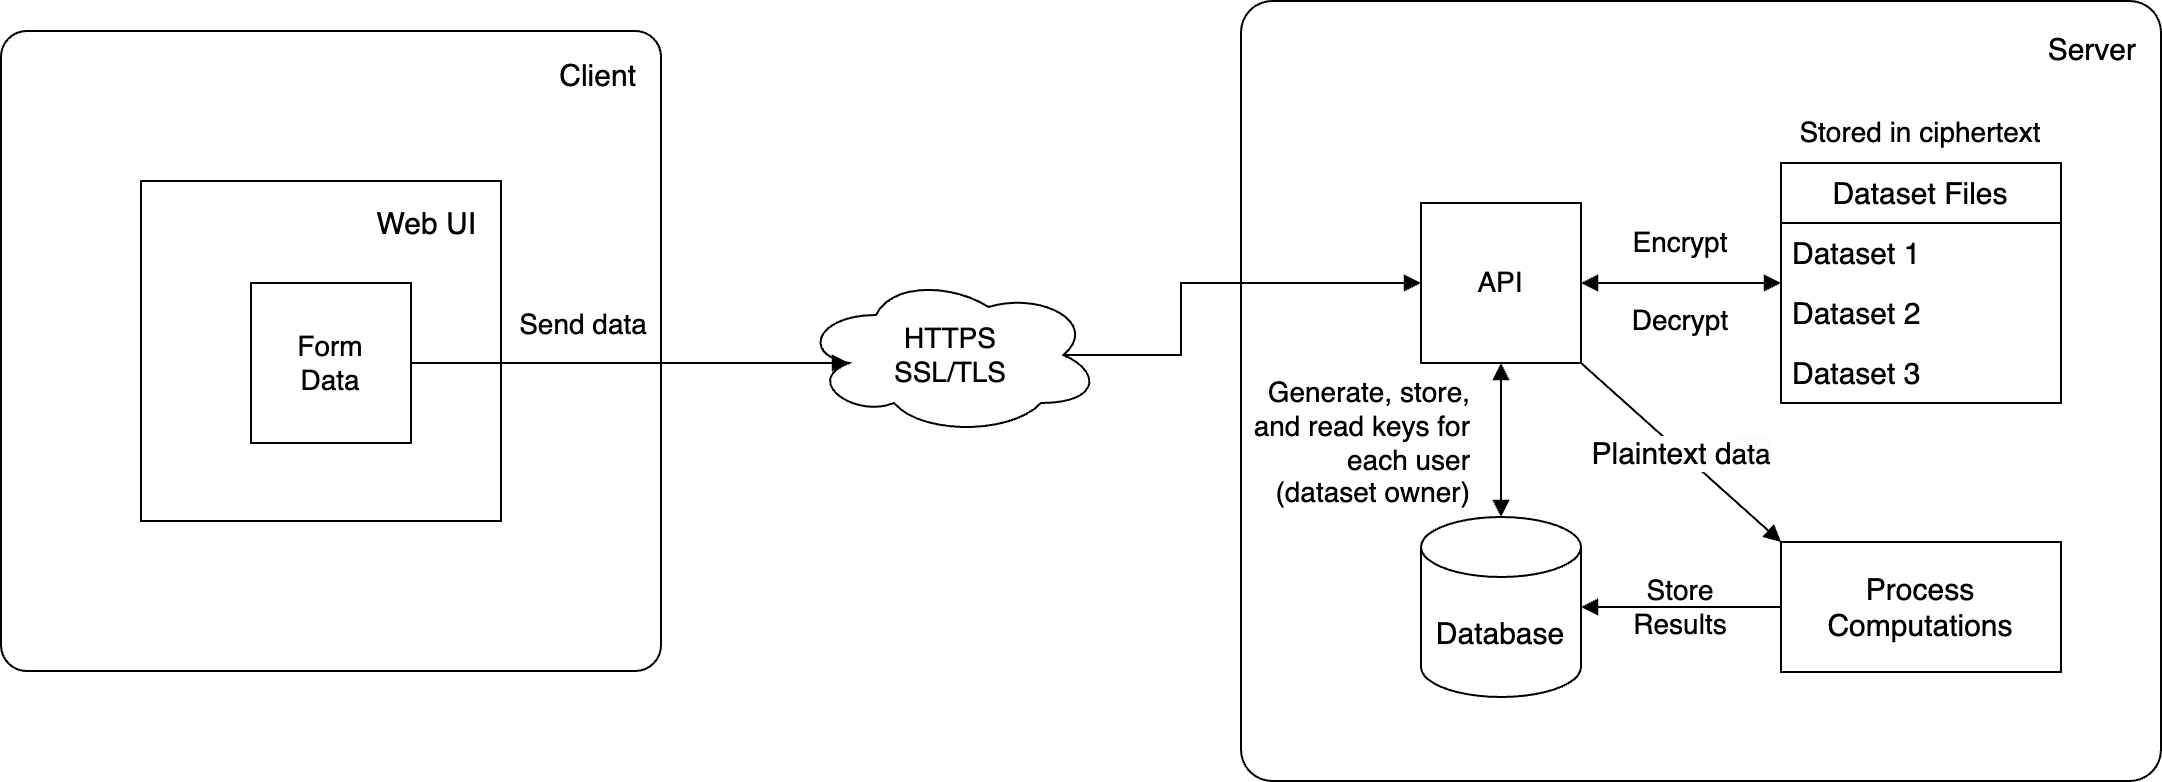 Client
Web UI
Form
Data
Send data
HTTPS
SSL/TLS
Server
API
Encrypt
Decrypt
Stored in ciphertext
Dataset Files
Dataset 1
Dataset 2
Dataset 3
Generate, store,
and read keys for
each user
(dataset owner)
Plaintext data
Database
Store
Results
Process
Computations